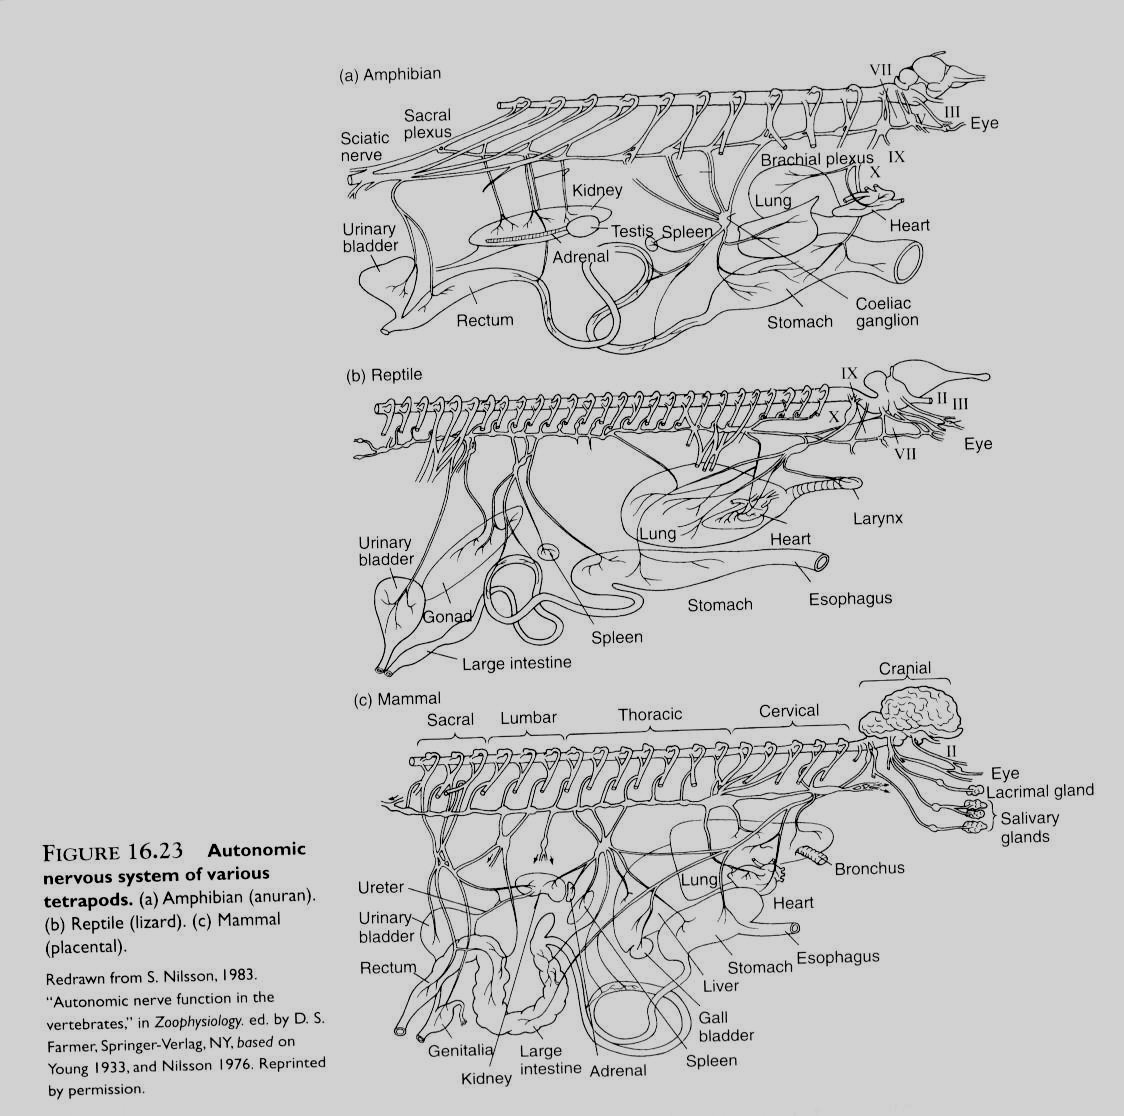 (a) Amphibian
VII
III
V
Eye
Sacral
plexus
Sciatic
nerve
Brachial plexus
IX
X
Kidney
Lung
Urinary
bladder
Testis
Spleen
Heart
Adrenal
Rectum
Stomach
Coeliac
ganglion
(b) Reptile
IX
II
III
X
VII
Eye
Larynx
Lung
Heart
Urinary
bladder
Gonad
Stomach
Esophagus
Spleen
Large intestine
Cranial
(c) Mammal
Sacral
Lumbar
Thoracic
Cervical
II
Eye
Lacrimal gland
Salivary
glands
Bronchus
Lung
Ureter
Heart
Urinary
bladder
Rectum
Stomach
Esophagus
Liver
Gall
bladder
Genitalia
Large
intestine
Spleen
Kidney
Adrenal
FIGURE 16.23 Autonomic
nervous system of various
tetrapods. (a) Amphibian (anuran).
(b) Reptile (lizard). (c) Mammal
(placental).
Redrawn from S. Nilsson, 1983.
"Autonomic nerve function in the
vertebrates," in Zoophysiology. ed. by D. S.
Farmer, Springer-Verlag, NY, based on
Young 1933, and Nilsson 1976. Reprinted
by permission.